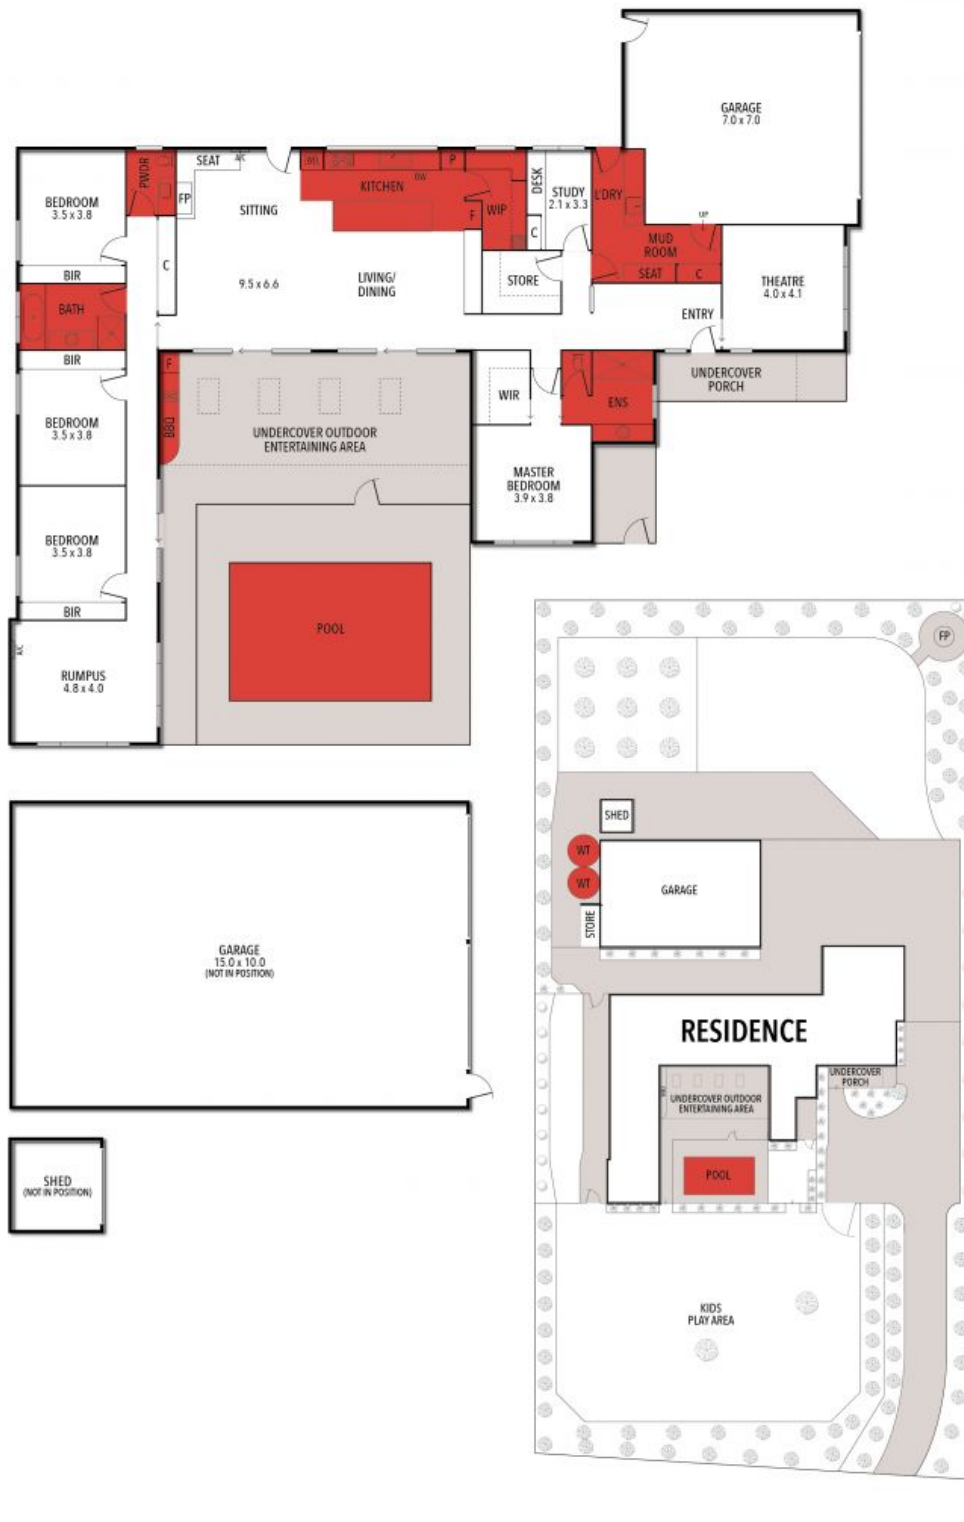 GARAGE
7.0 x 7.0
BEDROOM
3.5 x 3.8
PWDR
SEAT
A/C
FP
SITTING
KITCHEN
DW
P
F
WIP
DESK
C
STUDY
2.1 x 3.3
L'DRY
UP
MUD
ROOM
SEAT
C
BIR
C
9.5 x 6.6
LIVING/
DINING
STORE
THEATRE
4.0 x 4.1
BATH
ENTRY
BIR
F
BBQ
BEDROOM
3.5 x 3.8
UNDERCOVER OUTDOOR
ENTERTAINING AREA
WIR
ENS
UNDERCOVER
PORCH
MASTER
BEDROOM
3.9 x 3.8
BEDROOM
3.5 x 3.8
BIR
POOL
A/C
RUMPUS
4.8 x 4.0
FP
SHED
WT
WT
GARAGE
STORE
GARAGE
15.0 x 10.0
(NOT IN POSITION)
RESIDENCE
UNDERCOVER
PORCH
UNDERCOVER OUTDOOR
ENTERTAINING AREA
POOL
SHED
(NOT IN POSITION)
KIDS
PLAY AREA